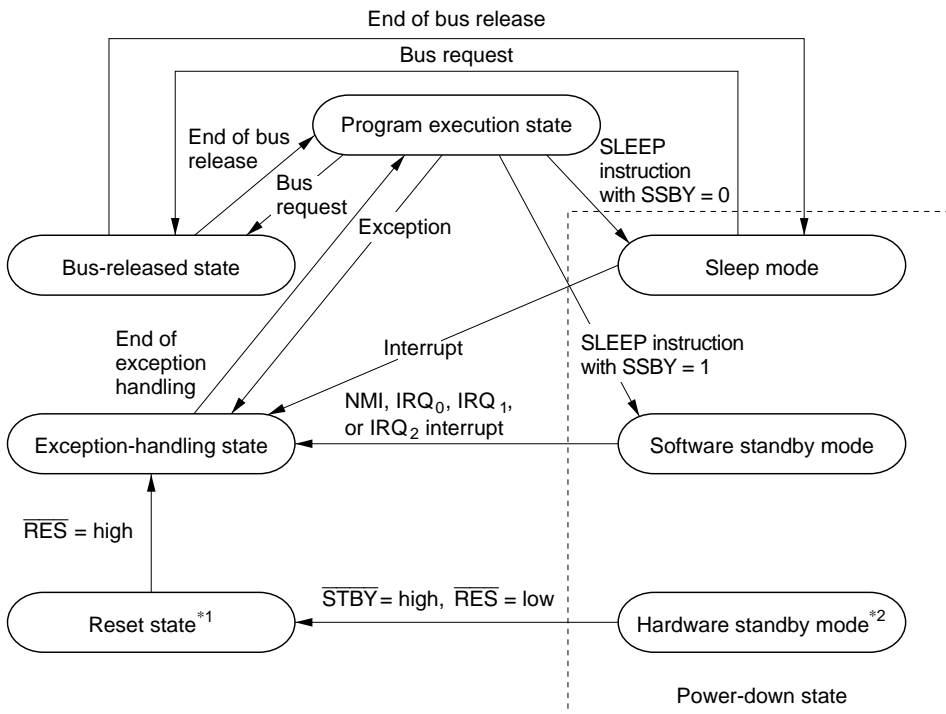 End of bus release
Bus request
Program execution state
End of bus
release
Bus
request
SLEEP
instruction
with SSBY = 0
Exception
Bus-released state
Sleep mode
End of
exception
handling
Interrupt
SLEEP instruction
with SSBY = 1
NMI, IRQ₀, IRQ₁,
or IRQ₂ interrupt
Exception-handling state
Software standby mode
R̅E̅S̅ = high
S̅T̅B̅Y̅ = high, R̅E̅S̅ = low
Reset state*1
Hardware standby mode*2
Power-down state